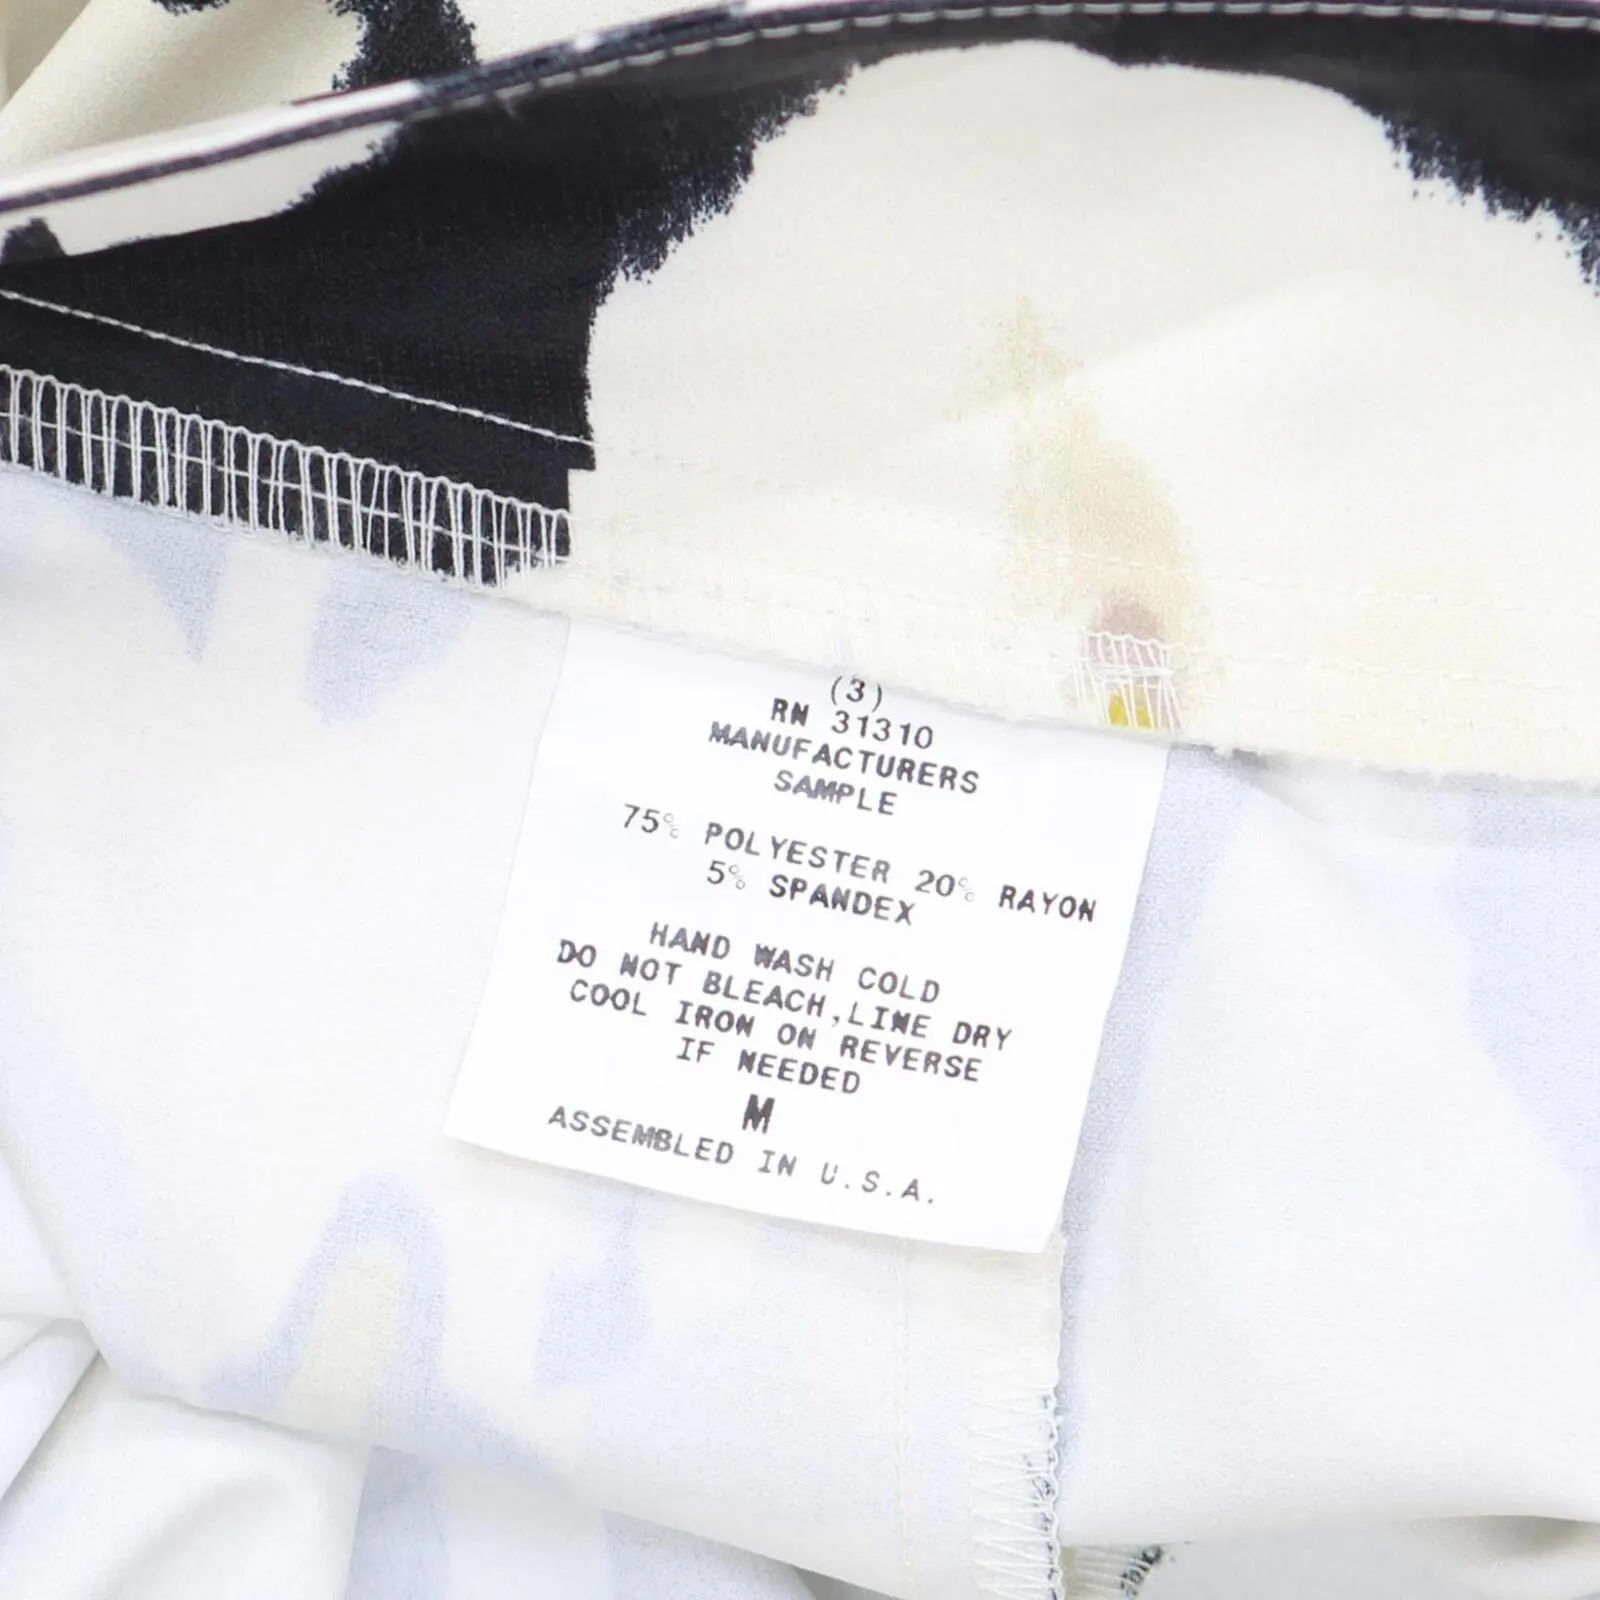 (3)
RN 31310
MANUFACTURERS
SAMPLE
75% POLYESTER 20% RAYON
5% SPANDEX
HAND WASH COLD
DO NOT BLEACH,LINE DRY
COOL IRON ON REVERSE
IF NEEDED
M
ASSEMBLED IN U.S.A.